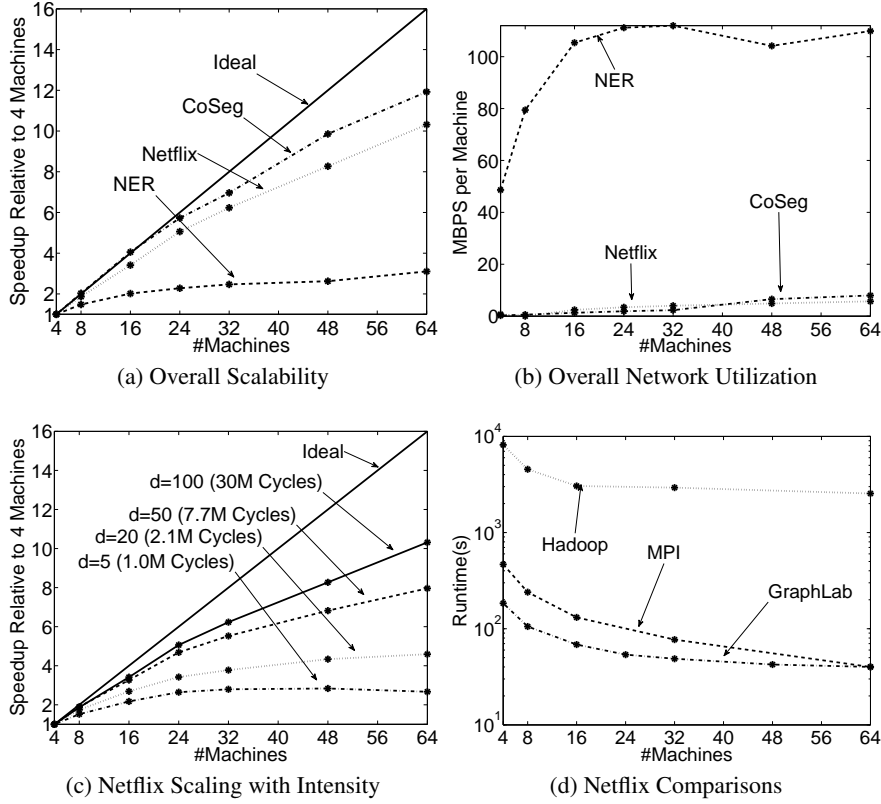 16
14
12
10
8
6
4
2
1
Speedup Relative to 4 Machines
Ideal
CoSeg
Netflix
NER
4 8 16 24 32 40 48 56 64
#Machines
(a) Overall Scalability
100
80
60
40
20
0
MBPS per Machine
NER
CoSeg
Netflix
4 8 16 24 32 40 48 56 64
#Machines
(b) Overall Network Utilization
16
14
12
10
8
6
4
2
1
Speedup Relative to 4 Machines
Ideal
d=100 (30M Cycles)
d=50 (7.7M Cycles)
d=20 (2.1M Cycles)
d=5 (1.0M Cycles)
4 8 16 24 32 40 48 56 64
#Machines
(c) Netflix Scaling with Intensity
10^4
10^3
10^2
10^1
Runtime(s)
Hadoop
MPI
GraphLab
4 8 16 24 32 40 48 56 64
#Machines
(d) Netflix Comparisons